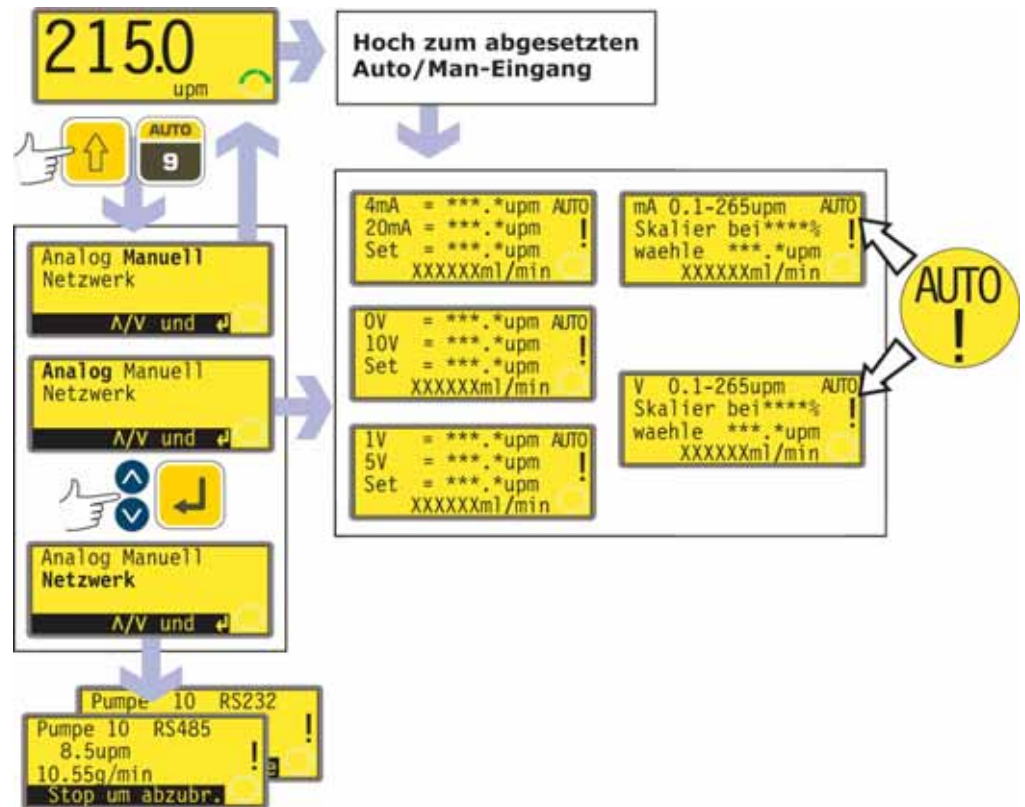 2150
upm
Hoch zum abgesetzten
Auto/Man-Eingang
AUTO
9
Analog Manuell
Netzwerk
Λ/V und ↵
Analog Manuell
Netzwerk
Λ/V und ↵
Analog Manuell
Netzwerk
Λ/V und ↵
4mA = ***.*upm AUTO
20mA = ***.*upm !
Set = ***.*upm
XXXXXXml/min
0V = ***.*upm AUTO
10V = ***.*upm !
Set = ***.*upm
XXXXXXml/min
1V = ***.*upm AUTO
5V = ***.*upm !
Set = ***.*upm
XXXXXXml/min
mA 0.1-265upm AUTO
Skalier bei****% !
waehle ***.*upm
XXXXXXml/min
V 0.1-265upm AUTO
Skalier bei****% !
waehle ***.*upm
XXXXXXml/min
AUTO
!
Pumpe 10 RS232
!
Pumpe 10 RS485
8.5upm !
10.55g/min
Stop um abzubr.